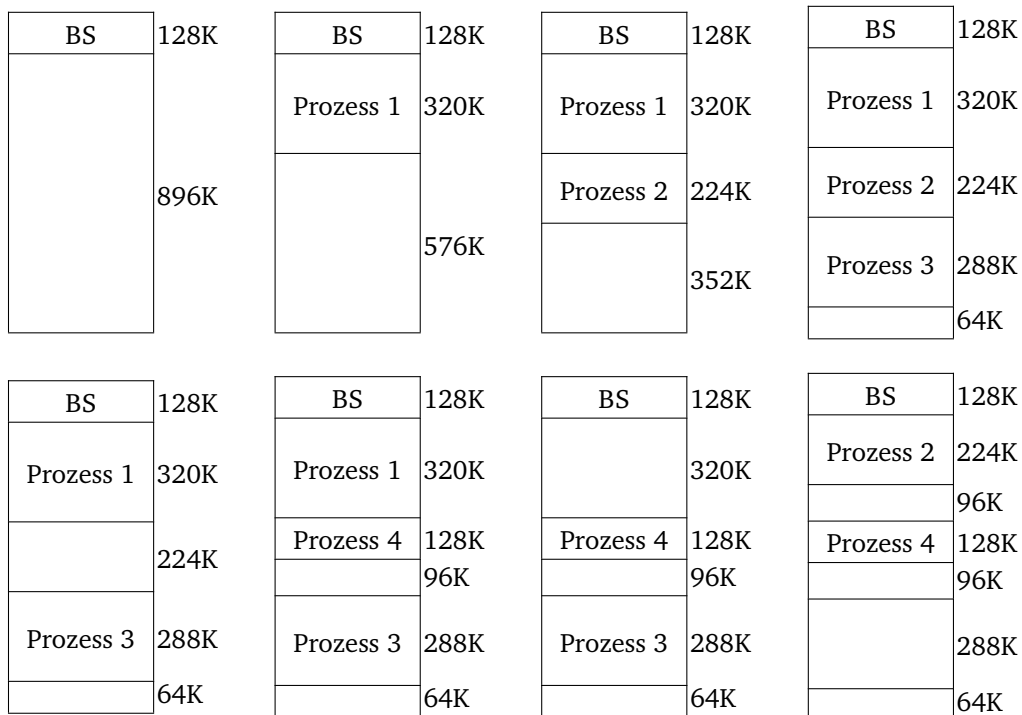 BS 128K
896K
BS 128K
Prozess 1 320K
576K
BS 128K
Prozess 1 320K
Prozess 2 224K
352K
BS 128K
Prozess 1 320K
Prozess 2 224K
Prozess 3 288K
64K
BS 128K
Prozess 1 320K
224K
Prozess 3 288K
64K
BS 128K
Prozess 1 320K
Prozess 4 128K
96K
Prozess 3 288K
64K
BS 128K
320K
Prozess 4 128K
96K
Prozess 3 288K
64K
BS 128K
Prozess 2 224K
96K
Prozess 4 128K
96K
288K
64K